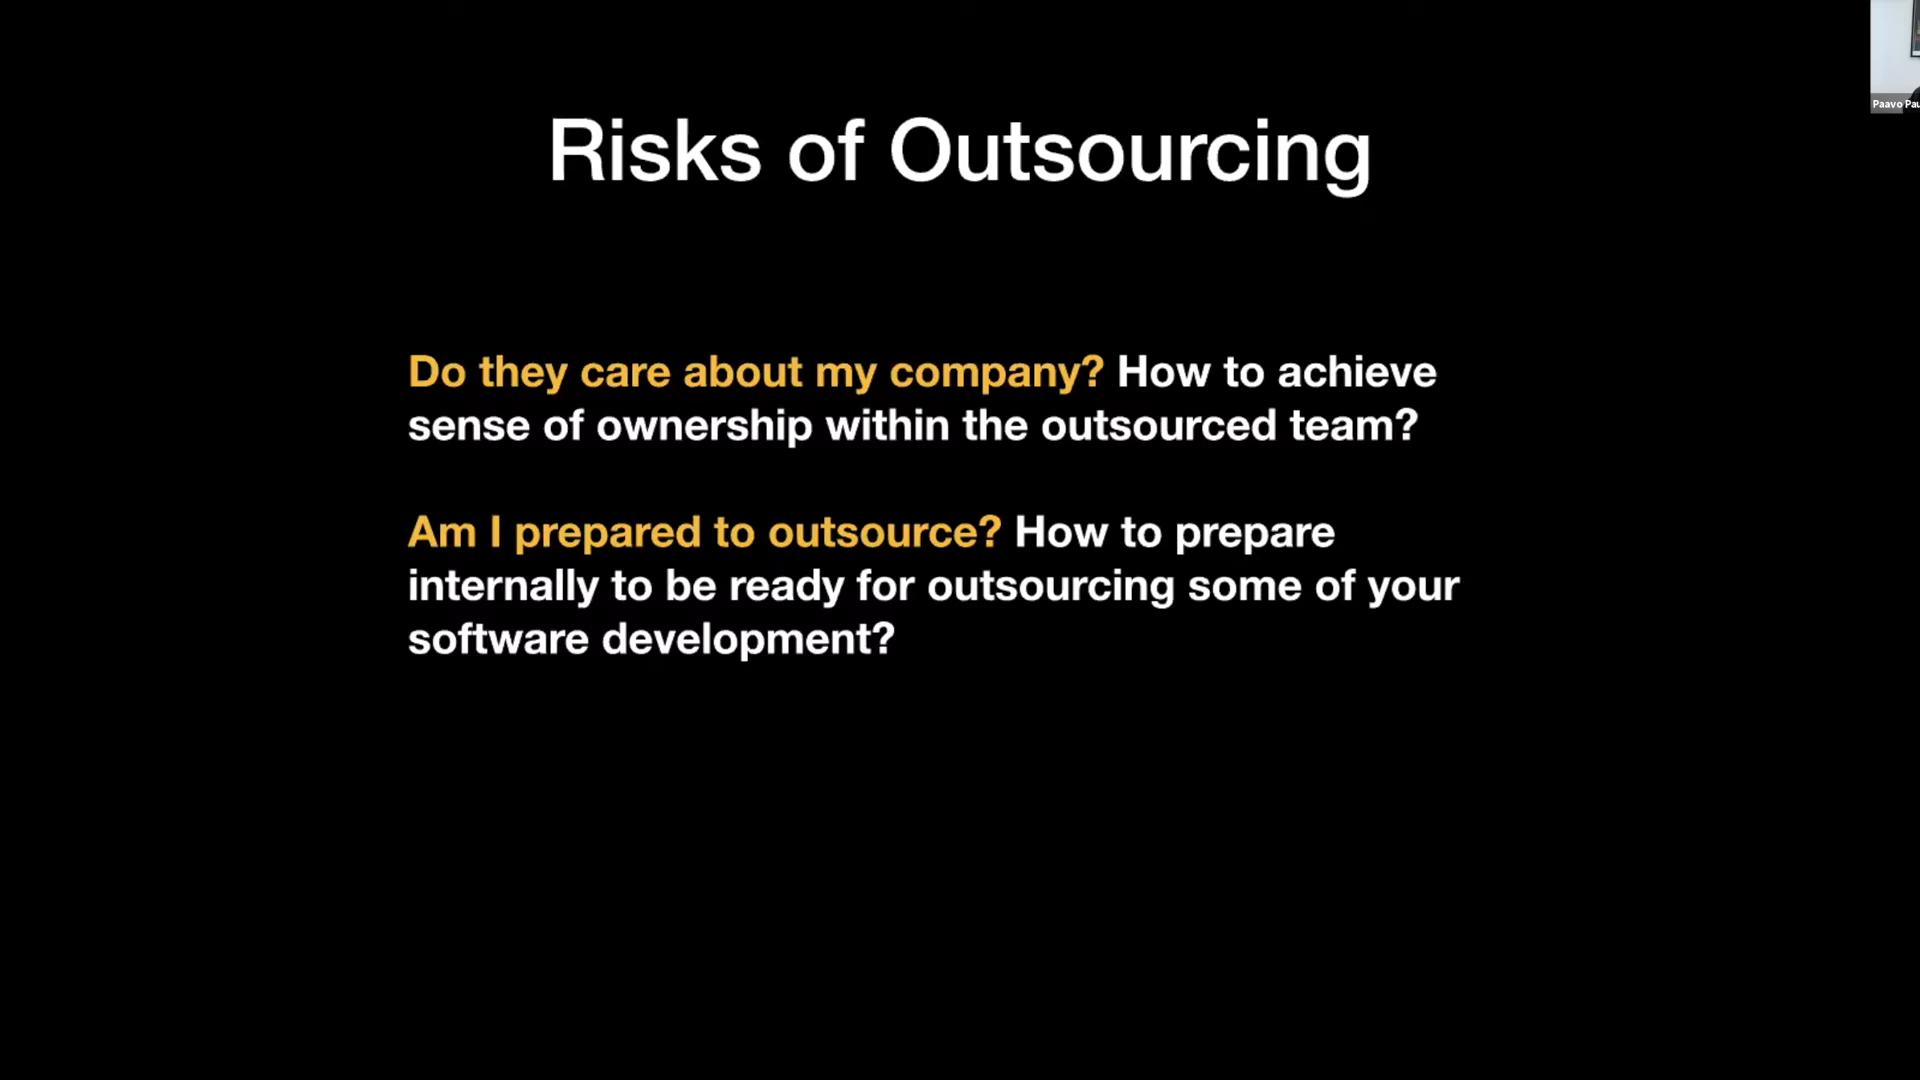 Risks of Outsourcing
Do they care about my company? How to achieve
sense of ownership within the outsourced team?
Am I prepared to outsource? How to prepare
internally to be ready for outsourcing some of your
software development?
Paavo